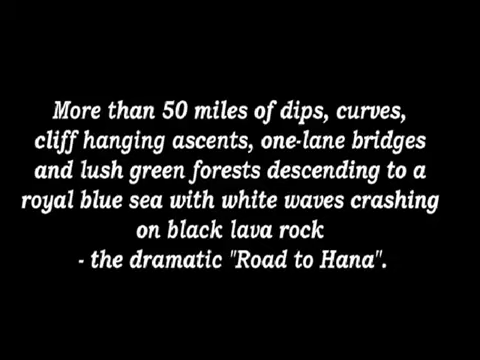 More than 50 miles of dips, curves,
cliff hanging ascents, one-lane bridges
and lush green forests descending to a
royal blue sea with white waves crashing
on black lava rock
- the dramatic "Road to Hana".